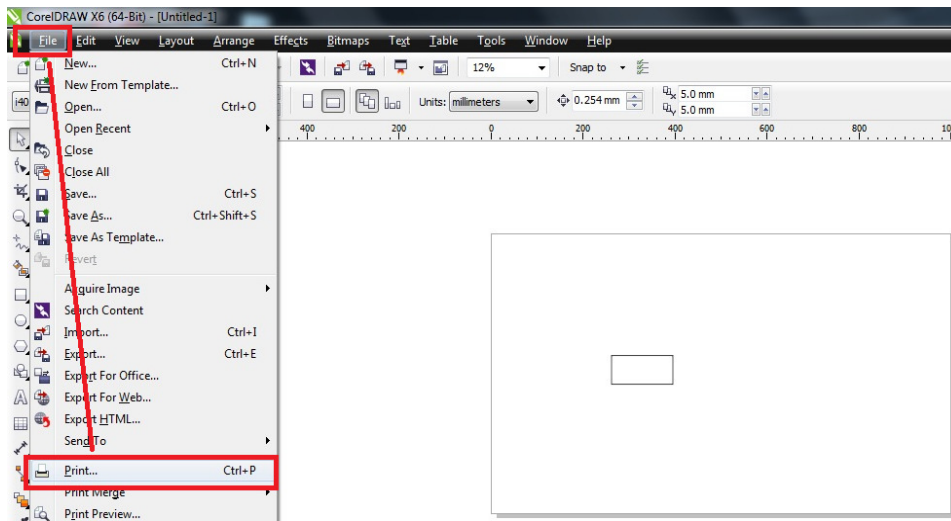 CorelDRAW X6 (64-Bit) - [Untitled-1]
File Edit View Layout Arrange Effects Bitmaps Text Table Tools Window Help
New... Ctrl+N
12% Snap to
New From Template...
Units: millimeters 0.254 mm 5.0 mm
5.0 mm
Open... Ctrl+O
Open Recent
400 200 0 200 400 600 800
Close
Close All
Save... Ctrl+S
Save As... Ctrl+Shift+S
Save As Template...
Revert
Acquire Image
Search Content
Import... Ctrl+I
Export... Ctrl+E
Export For Office...
Export For Web...
Export HTML...
Send To
Print... Ctrl+P
Print Merge
Print Preview...